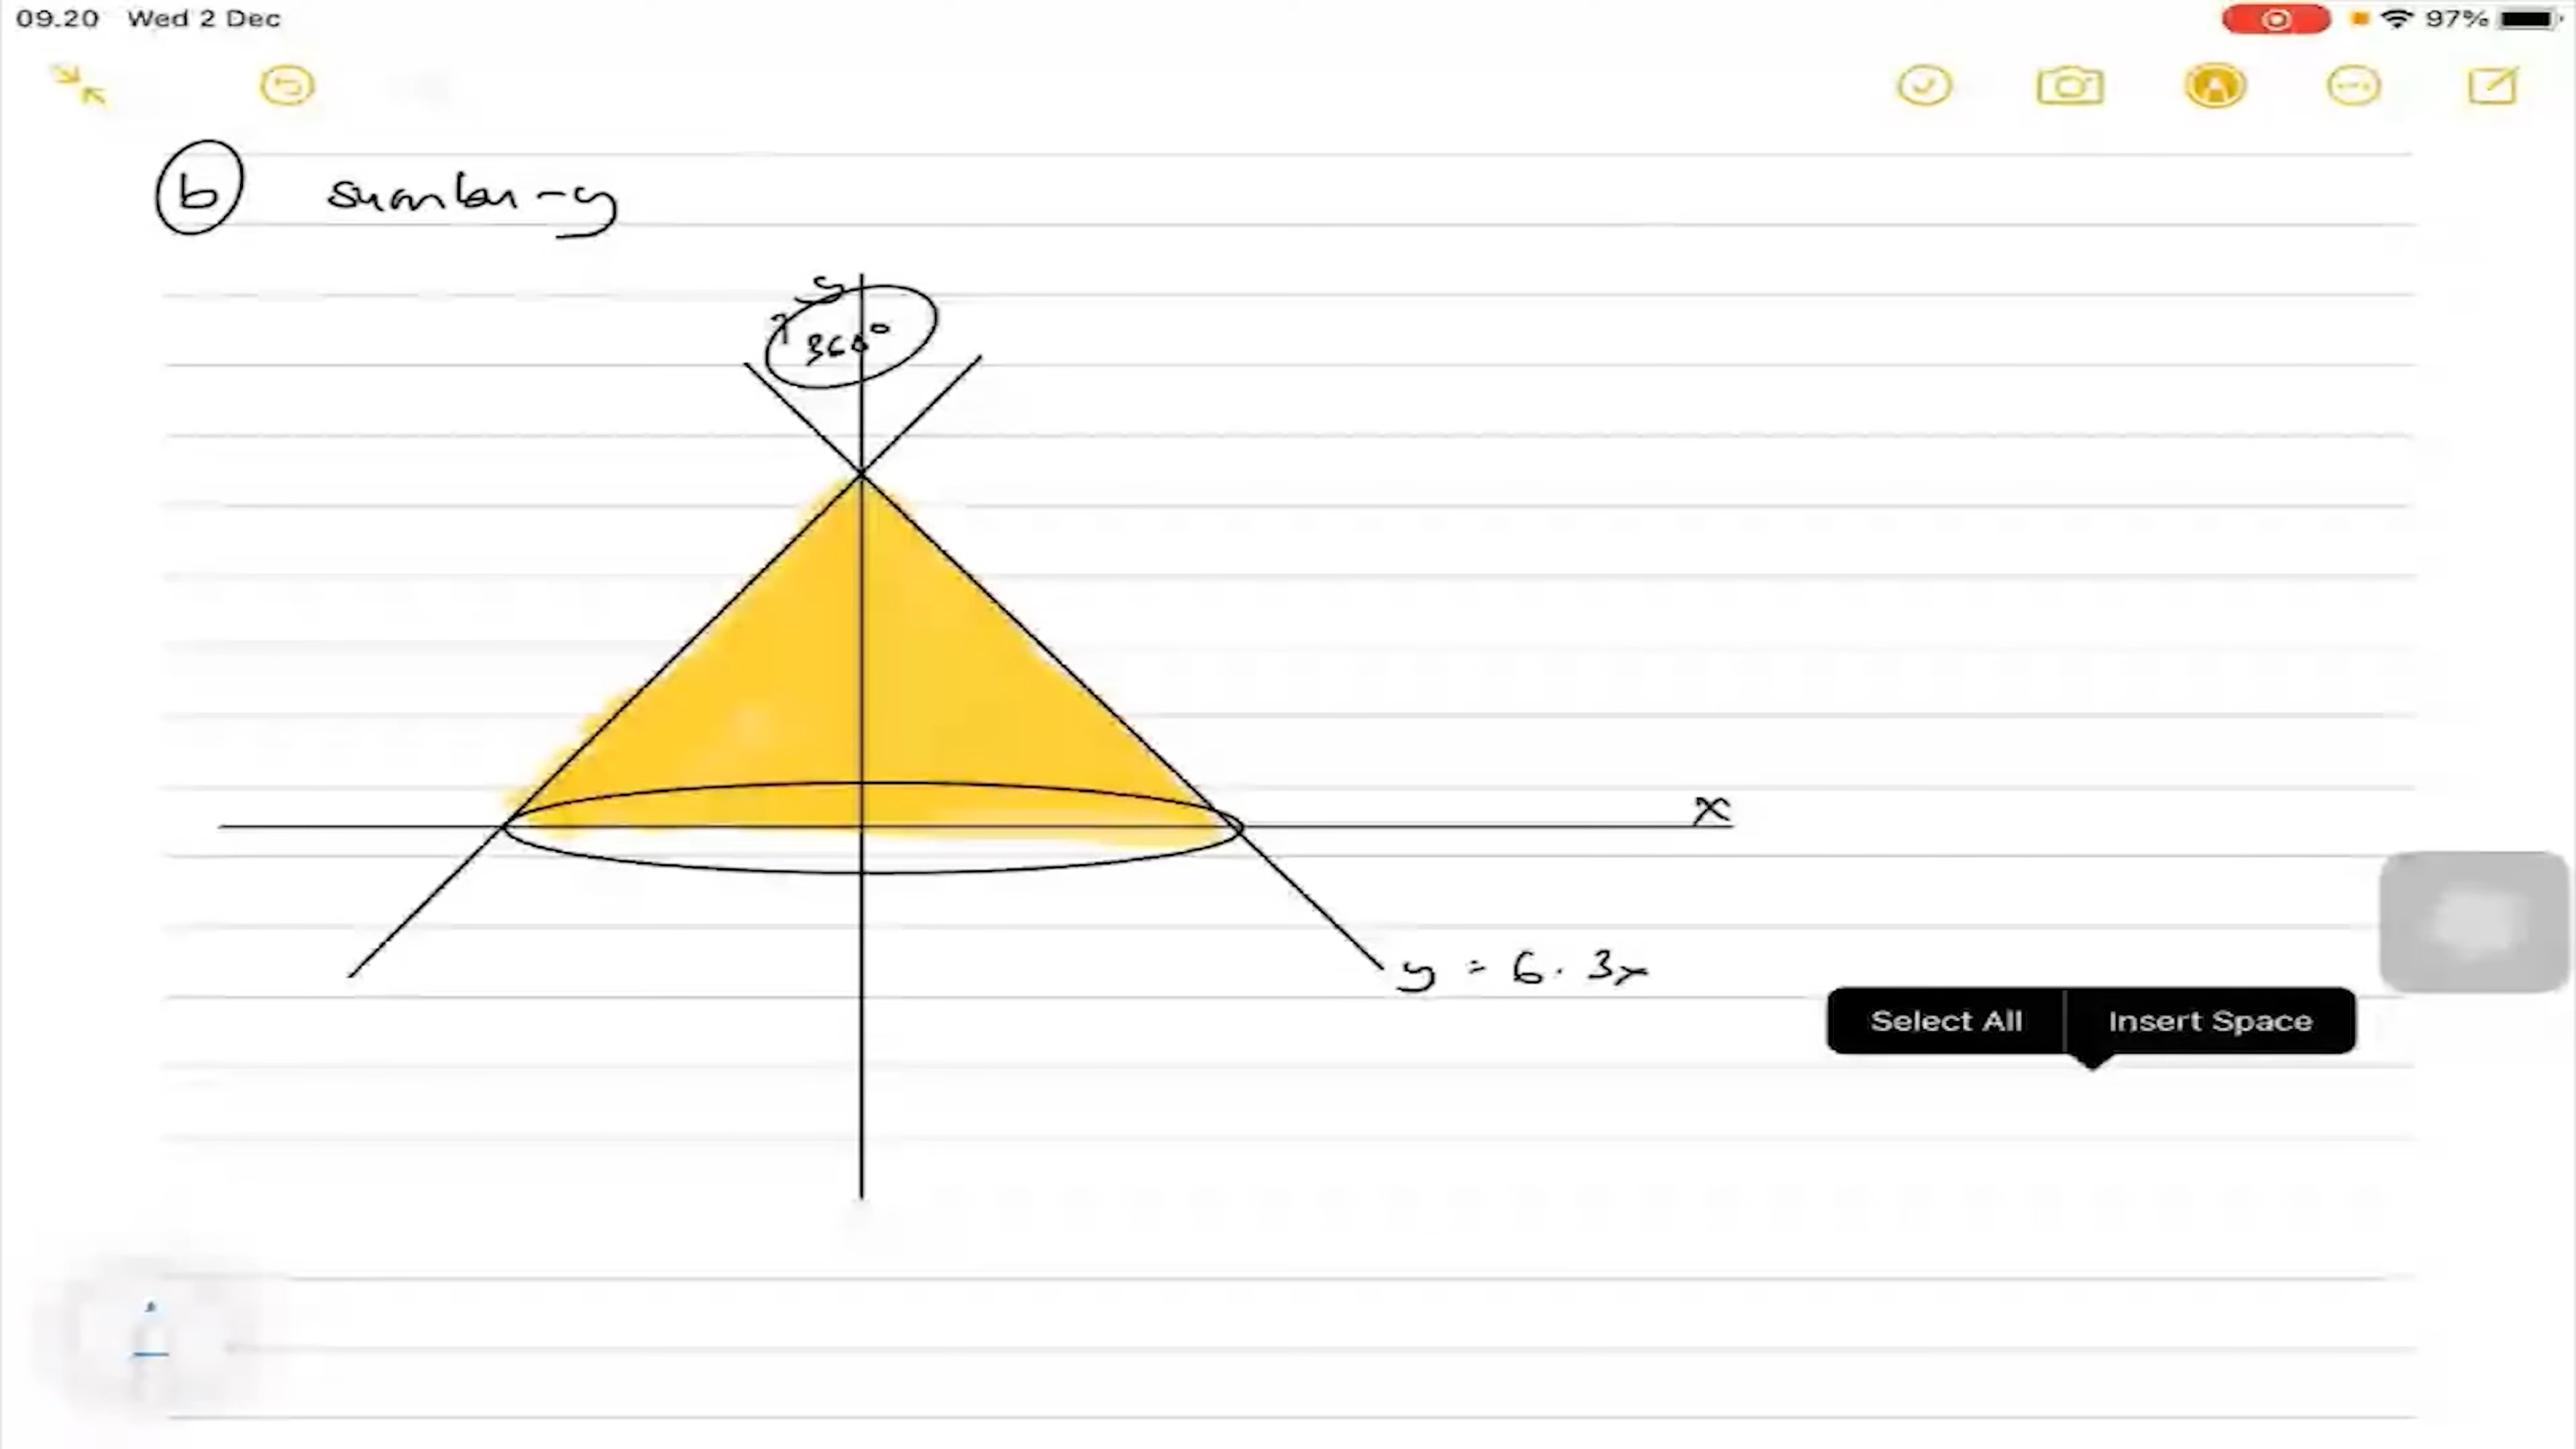 09.20 Wed 2 Dec
97%
b sumbu-y
y
360°
x
y = 6. 3x
Select All Insert Space